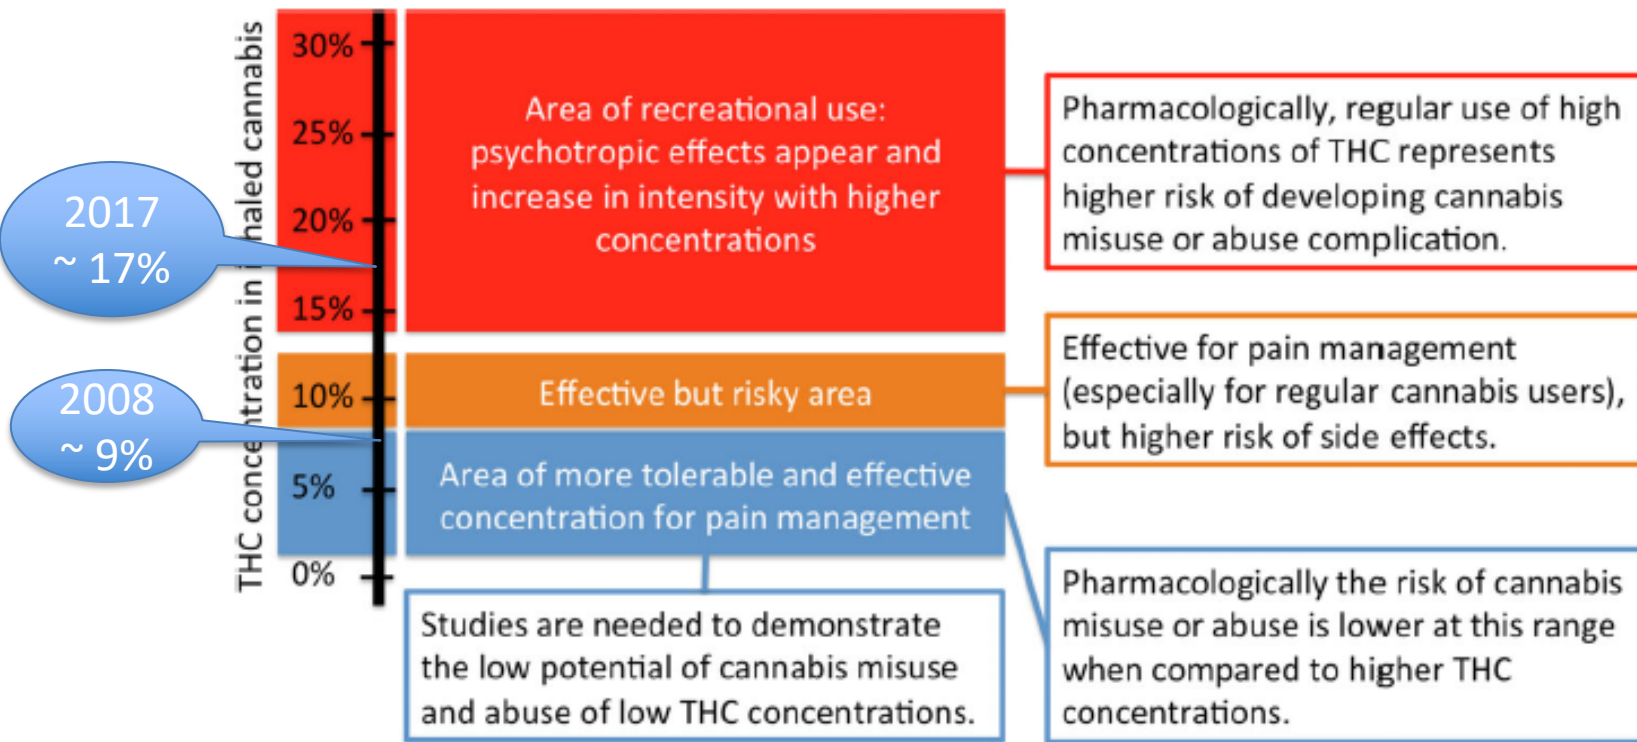 THC concentration in inhaled cannabis
30%
25%
20%
15%
10%
5%
0%
2017
~ 17%
2008
~ 9%
Area of recreational use:
psychotropic effects appear and
increase in intensity with higher
concentrations
Effective but risky area
Area of more tolerable and effective
concentration for pain management
Studies are needed to demonstrate
the low potential of cannabis misuse
and abuse of low THC concentrations.
Pharmacologically, regular use of high
concentrations of THC represents
higher risk of developing cannabis
misuse or abuse complication.
Effective for pain management
(especially for regular cannabis users),
but higher risk of side effects.
Pharmacologically the risk of cannabis
misuse or abuse is lower at this range
when compared to higher THC
concentrations.